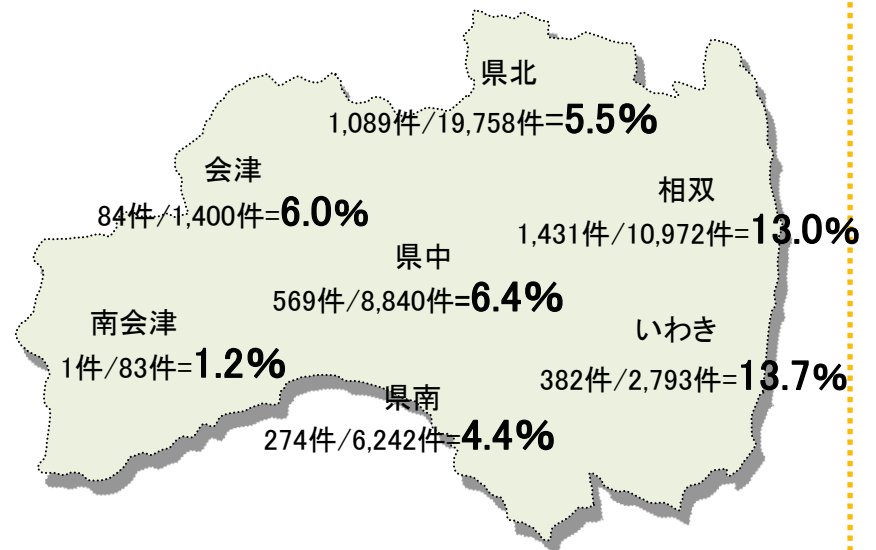 県北
1,089件/19,758件=5.5%
会津
84件/1,400件=6.0%
相双
1,431件/10,972件=13.0%
県中
569件/8,840件=6.4%
南会津
1件/83件=1.2%
いわき
382件/2,793件=13.7%
県南
274件/6,242件=4.4%